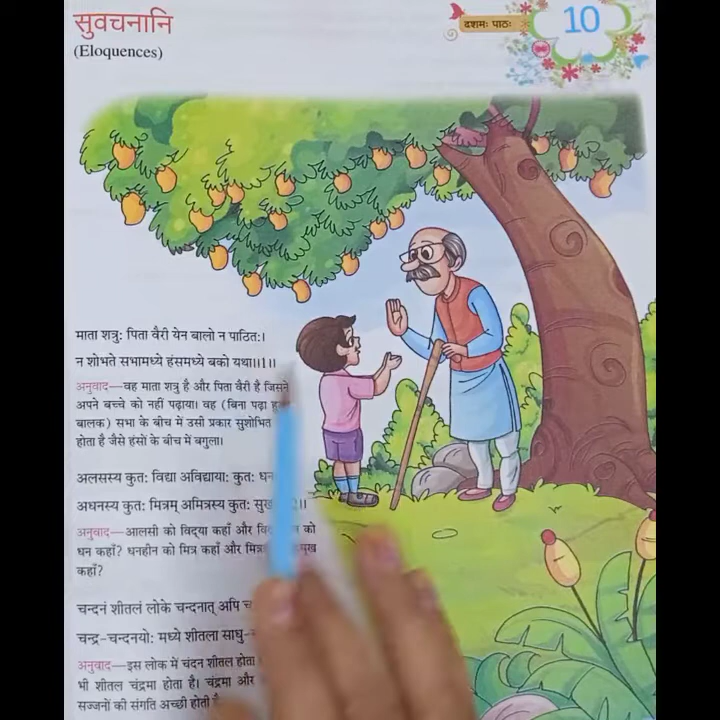 सुवचनानि
(Eloquences)
दशमः पाठः
10
माता शत्रुः पिता वैरी येन बालो न पाठितः।
न शोभते सभामध्ये हंसमध्ये बको यथा।।1।।
अनुवाद—वह माता शत्रु है और पिता वैरी है जिसने
अपने बच्चे को नहीं पढ़ाया। वह (बिना पढ़ा
बालक) सभा के बीच में उसी प्रकार सुशोभित
होता है जैसे हंसों के बीच में बगुला।
अलसस्य कुतः विद्या अविद्यायाः कुतः
अधनस्य कुतः मित्रम् अमित्रस्य कुतः
अनुवाद—आलसी को विद्या कहाँ और को
धन कहाँ? धनहीन को मित्र कहाँ और
कहाँ?
चन्दनं शीतलं लोके चन्दनात् अपि
चन्द्र-चन्दनयोः मध्ये शीतला साधु-
अनुवाद—इस लोक में चंदन शीतल होता
भी शीतल चंद्रमा होता है। चंद्रमा और
सज्जनों की संगति अच्छी होती